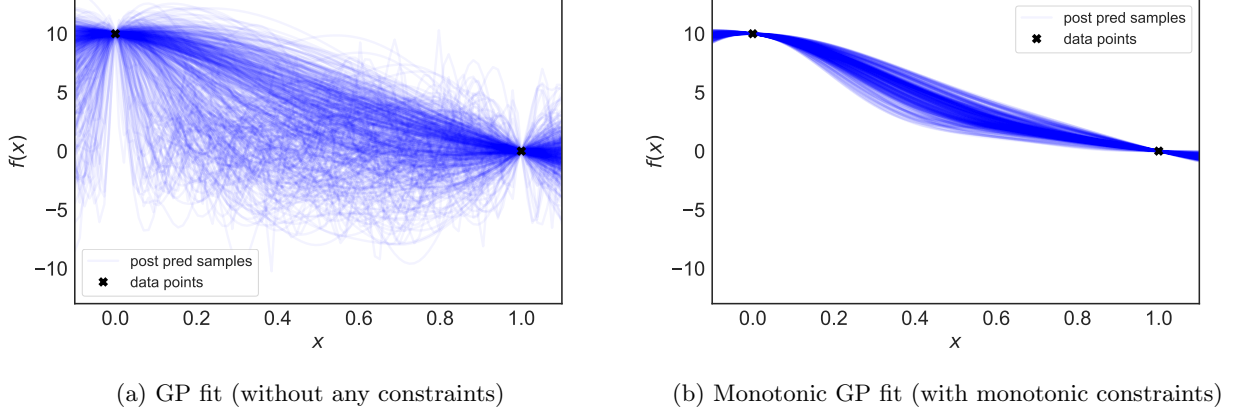 10
5
0
−5
−10
f(x)
post pred samples
data points
0.0 0.2 0.4 0.6 0.8 1.0
x
(a) GP fit (without any constraints)
10
5
0
−5
−10
f(x)
post pred samples
data points
0.0 0.2 0.4 0.6 0.8 1.0
x
(b) Monotonic GP fit (with monotonic constraints)